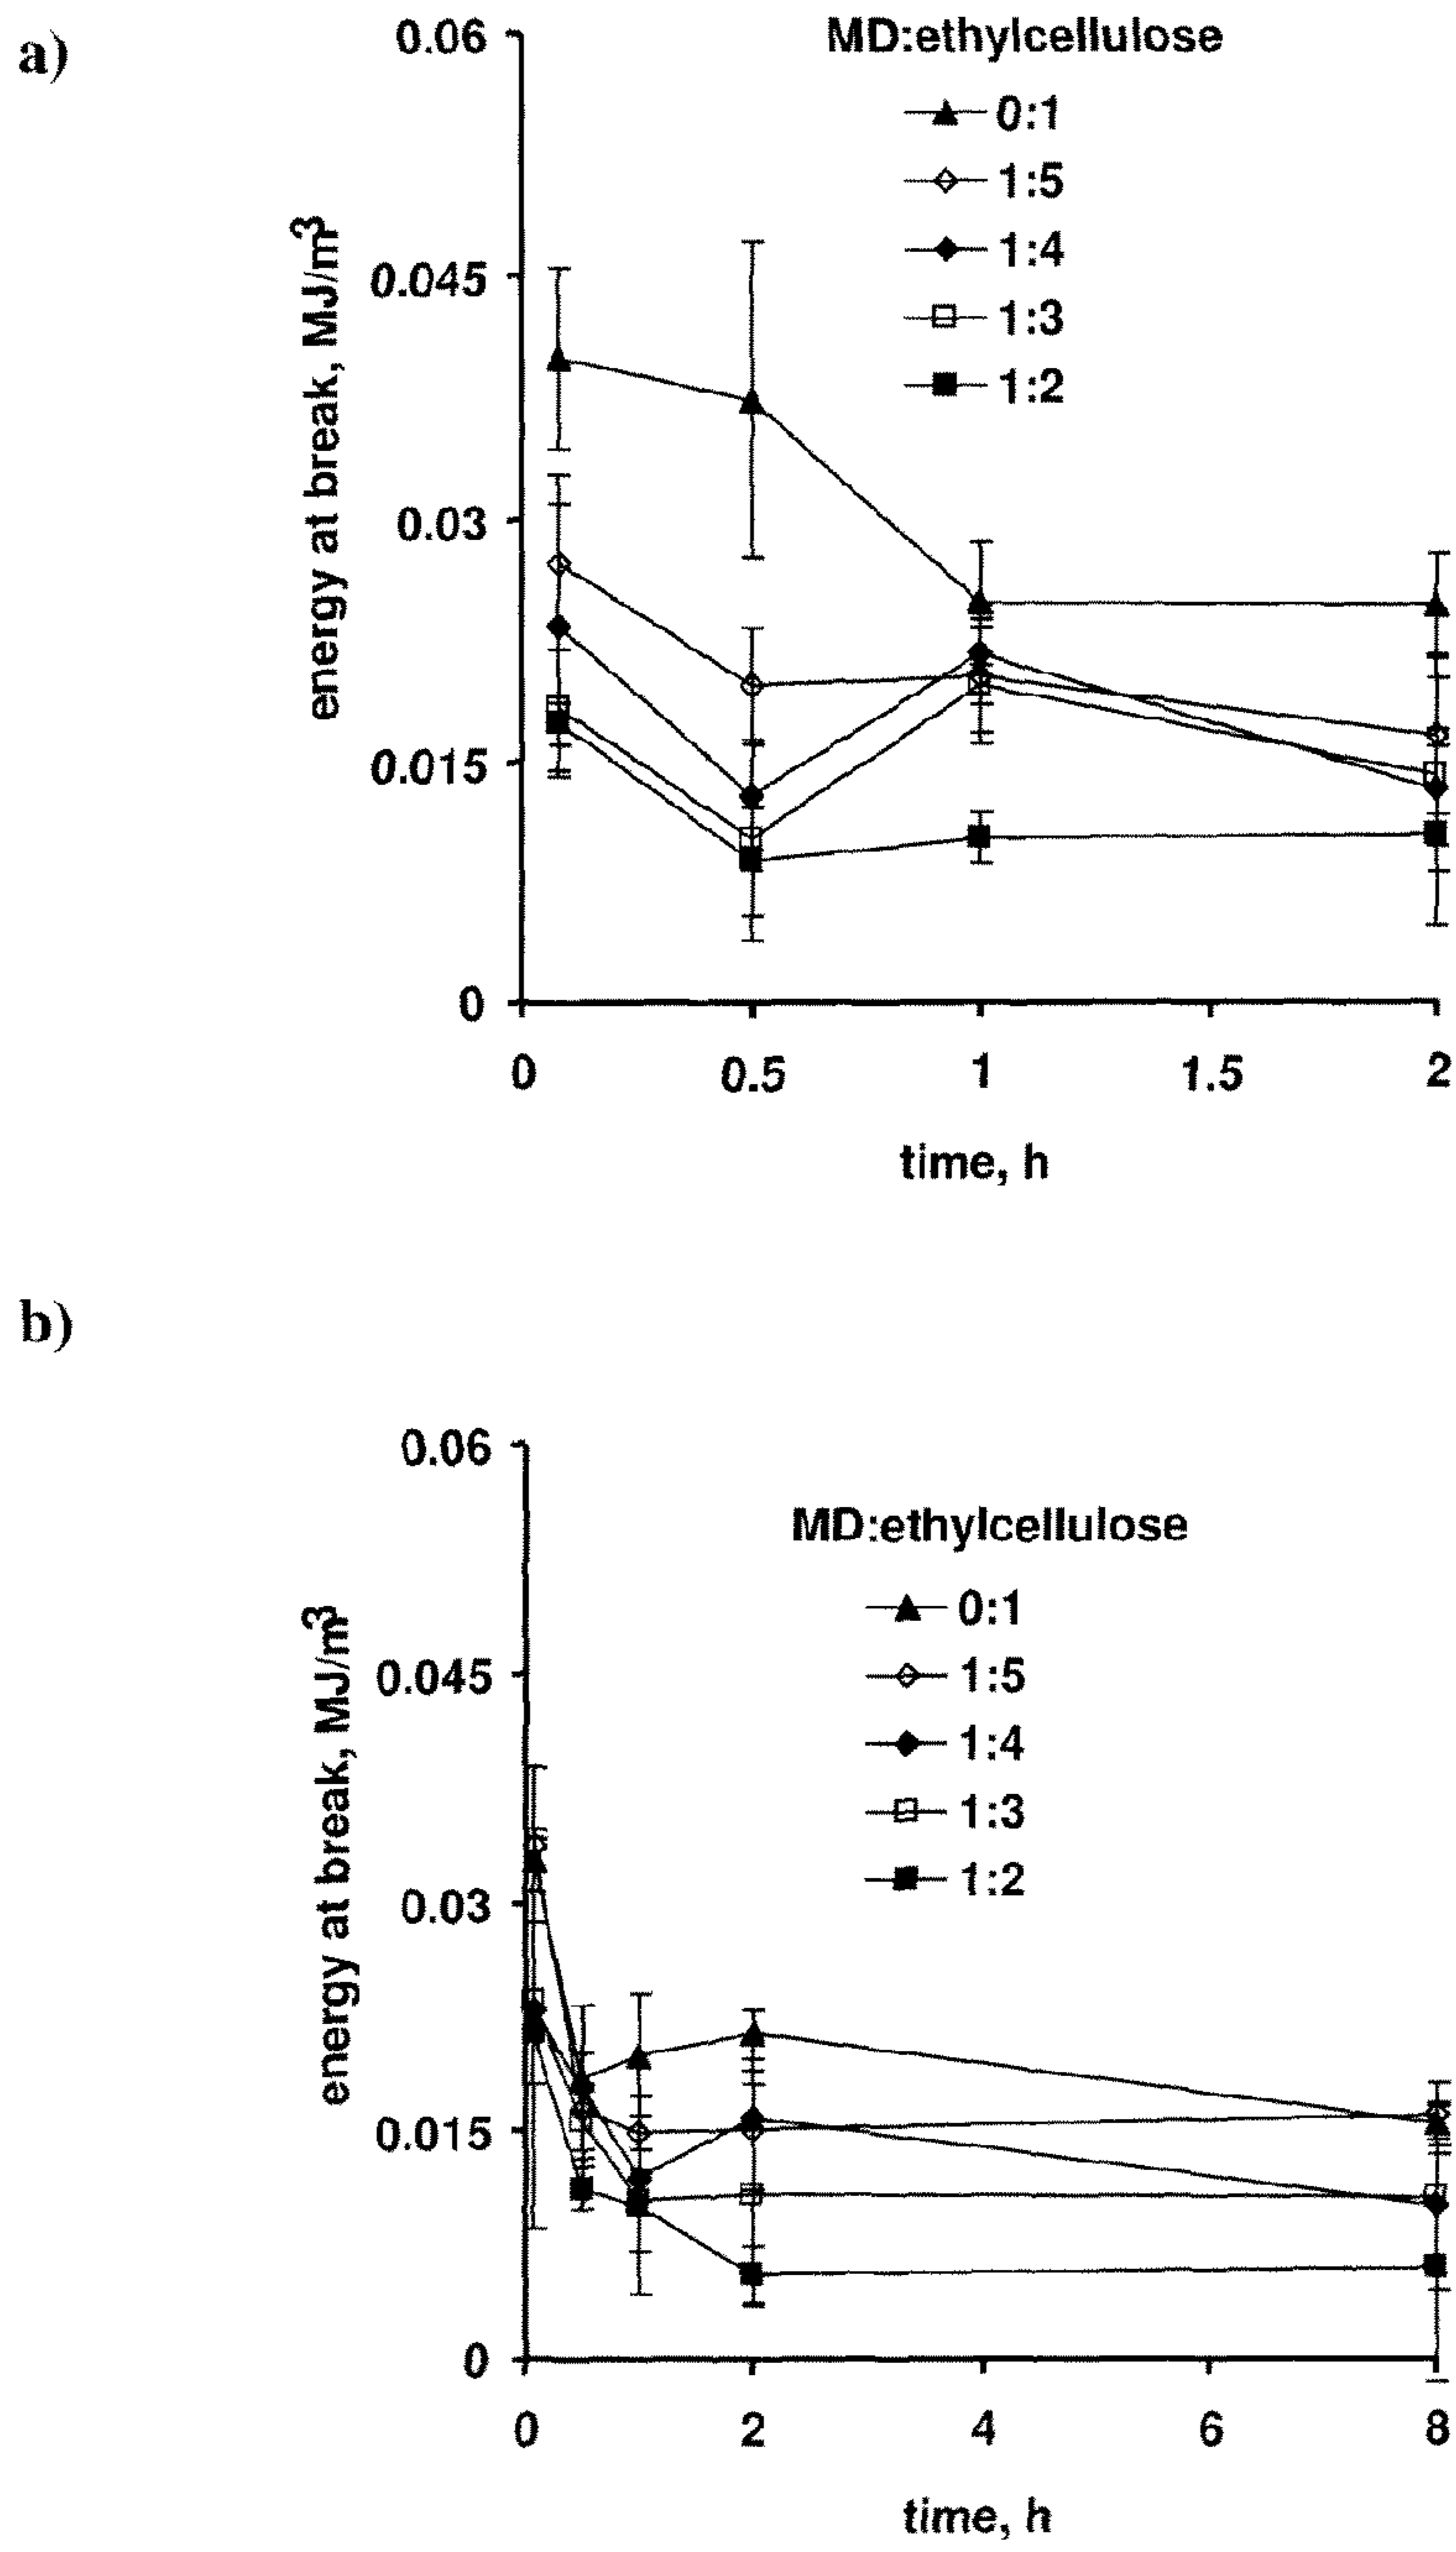 a)
MD:ethylcellulose
0:1
1:5
1:4
1:3
1:2
energy at break, MJ/m³
0.06
0.045
0.03
0.015
0
0 0.5 1 1.5 2
time, h
b)
MD:ethylcellulose
0:1
1:5
1:4
1:3
1:2
energy at break, MJ/m³
0.06
0.045
0.03
0.015
0
0 2 4 6 8
time, h